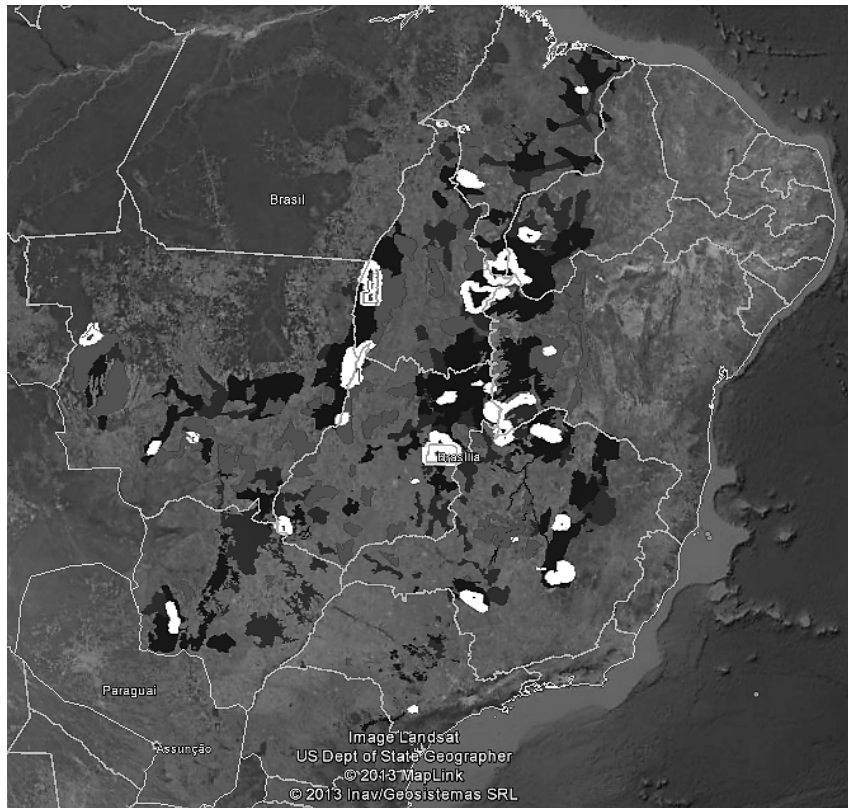 Brasil
Brasília
Paraguai
Assunção
Image Landsat
US Dept of State Geographer
© 2013 MapLink
© 2013 Inav/Geosistemas SRL